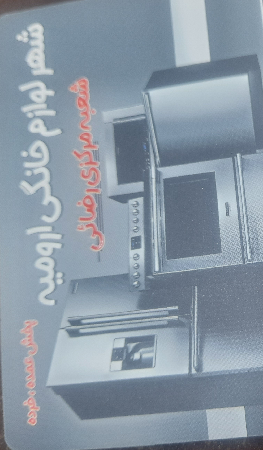 شهر لوازم خانگی ارومیه
شعبه مرکزی رضائی
پخش عمده ، خرده